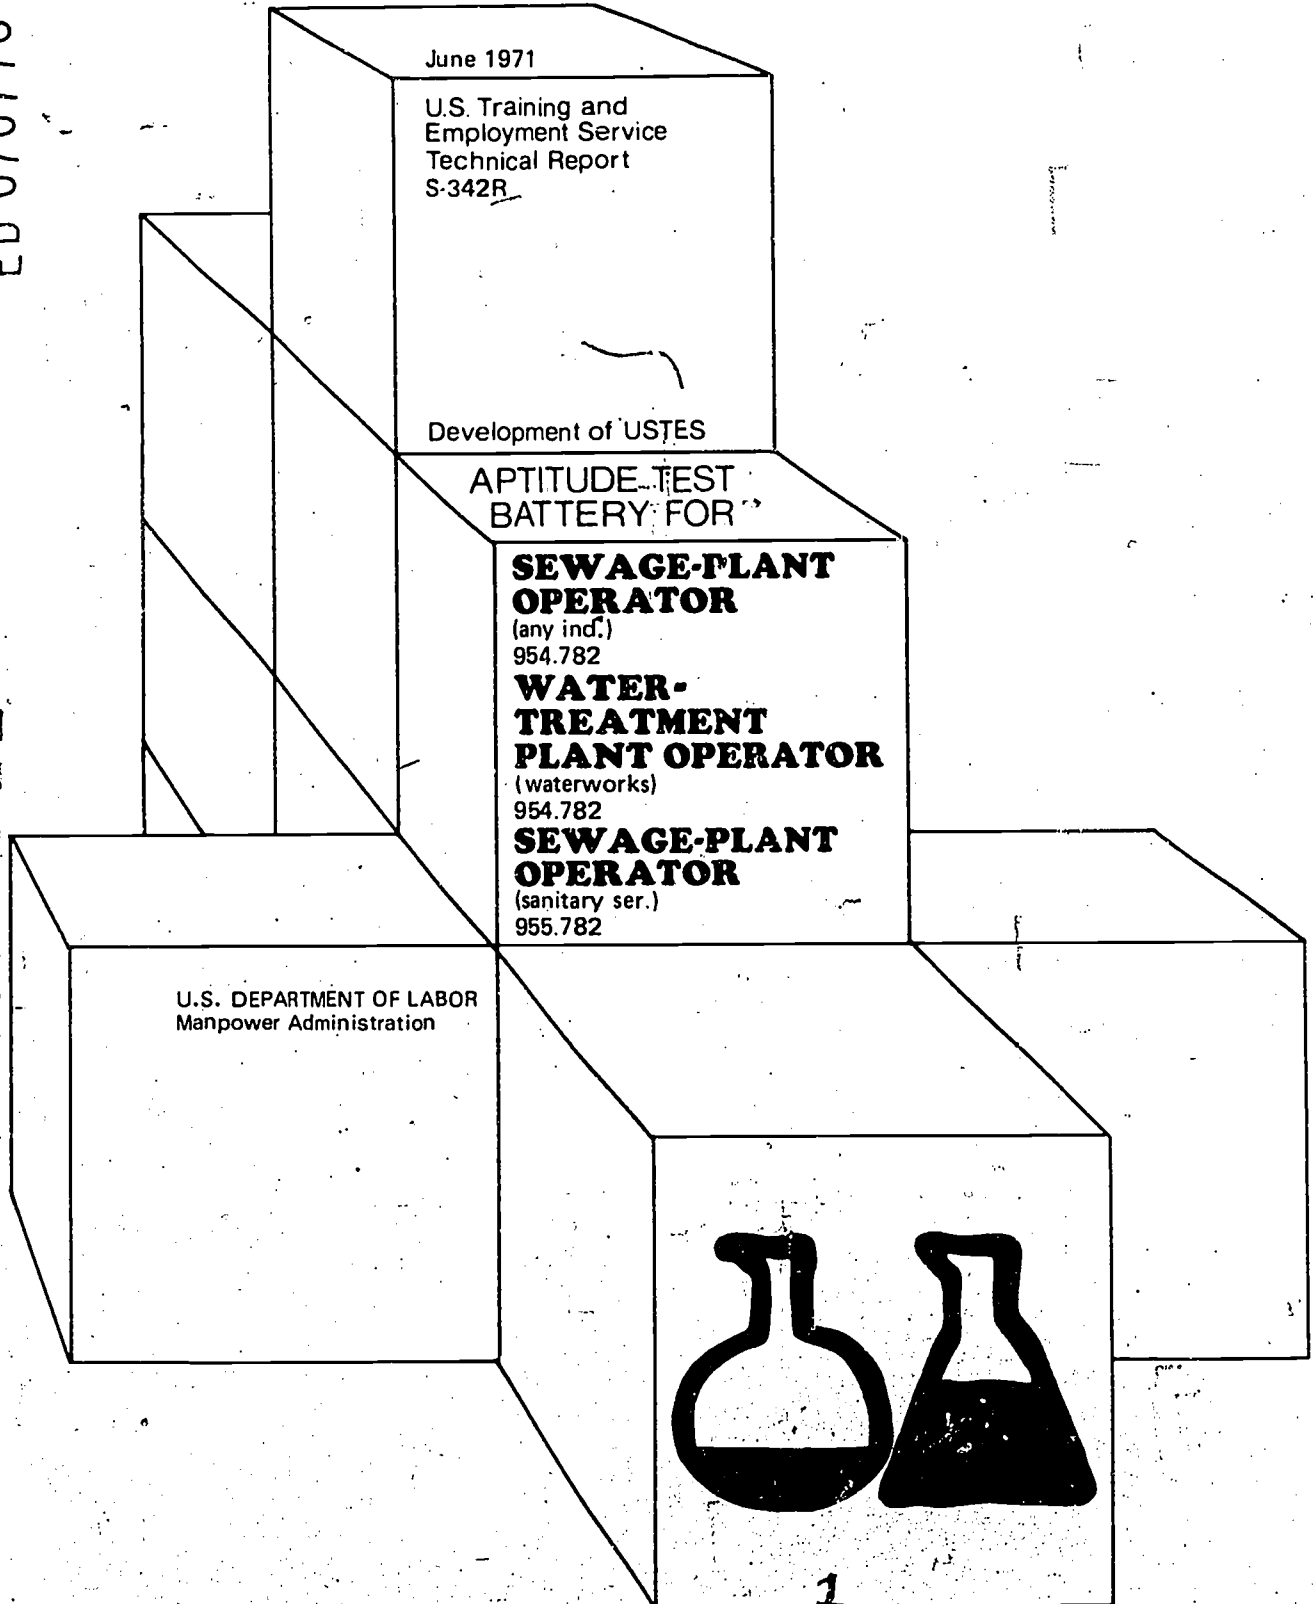 June 1971
U.S. Training and
Employment Service
Technical Report
S-342R
Development of USTES
APTITUDE TEST
BATTERY FOR
SEWAGE-PLANT
OPERATOR
(any ind.)
954.782
WATER-
TREATMENT
PLANT OPERATOR
(waterworks)
954.782
SEWAGE-PLANT
OPERATOR
(sanitary ser.)
955.782
U.S. DEPARTMENT OF LABOR
Manpower Administration
1